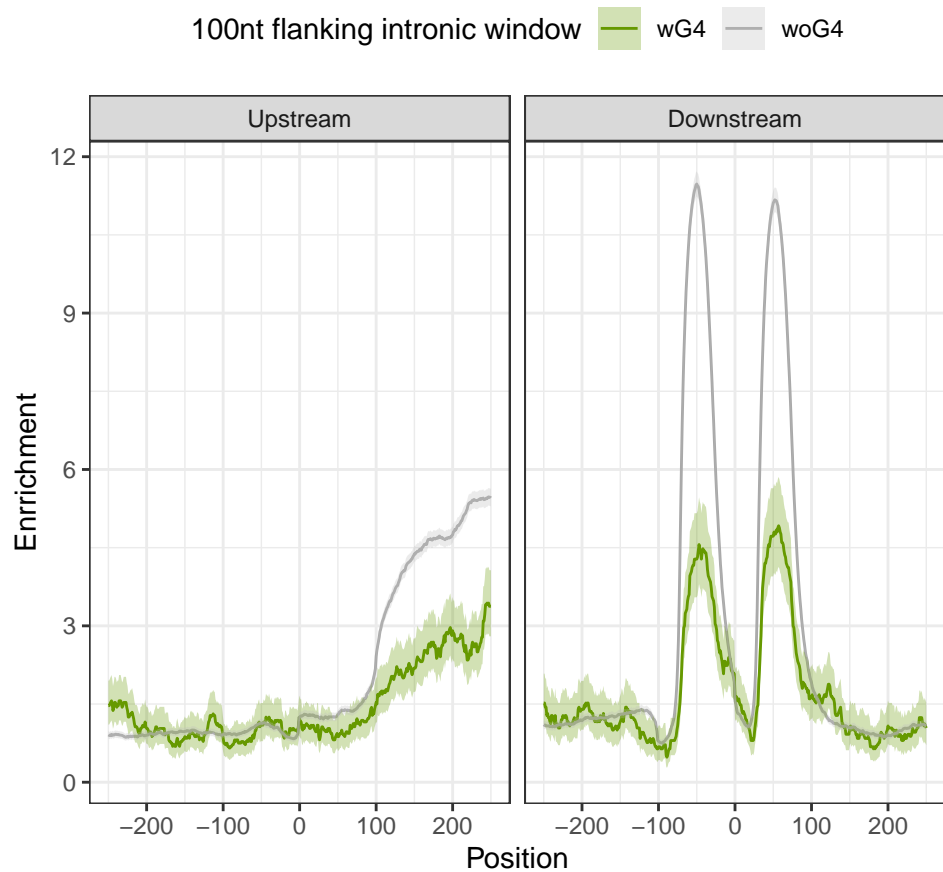 100nt flanking intronic window wG4 woG4
Upstream Downstream
12
9
6
3
0
Enrrichment
−200 −100 0 100 200 −200 −100 0 100 200
Position